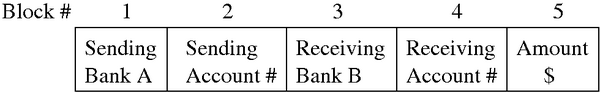 Block # 1 2 3 4 5
Sending Sending Receiving Receiving Amount
Bank A Account # Bank B Account # $